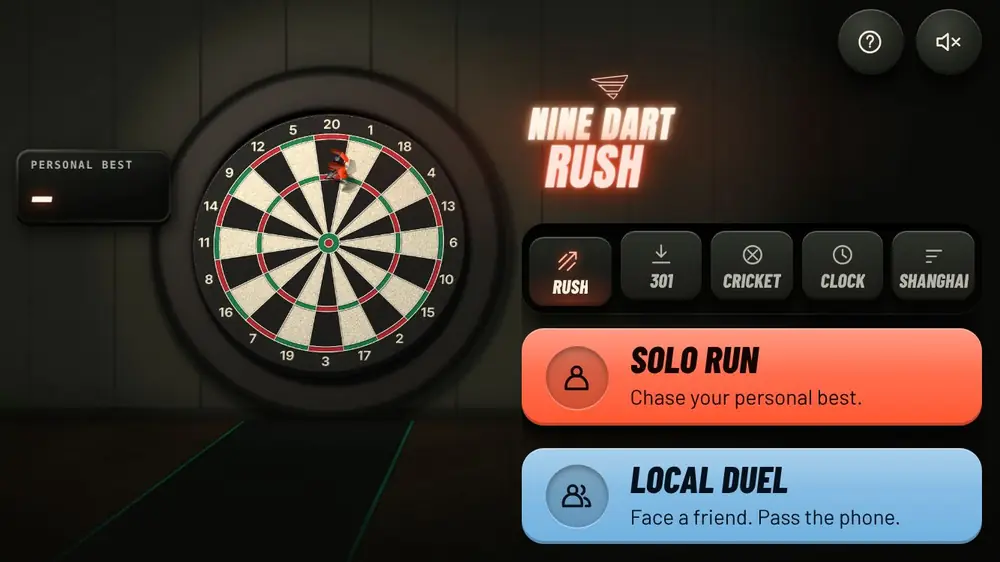 PERSONAL BEST
20
1
18
4
13
6
10
15
2
17
3
19
7
16
8
11
14
9
12
5
NINE DART
RUSH
RUSH
301
CRICKET
CLOCK
SHANGHAI
SOLO RUN
Chase your personal best.
LOCAL DUEL
Face a friend. Pass the phone.